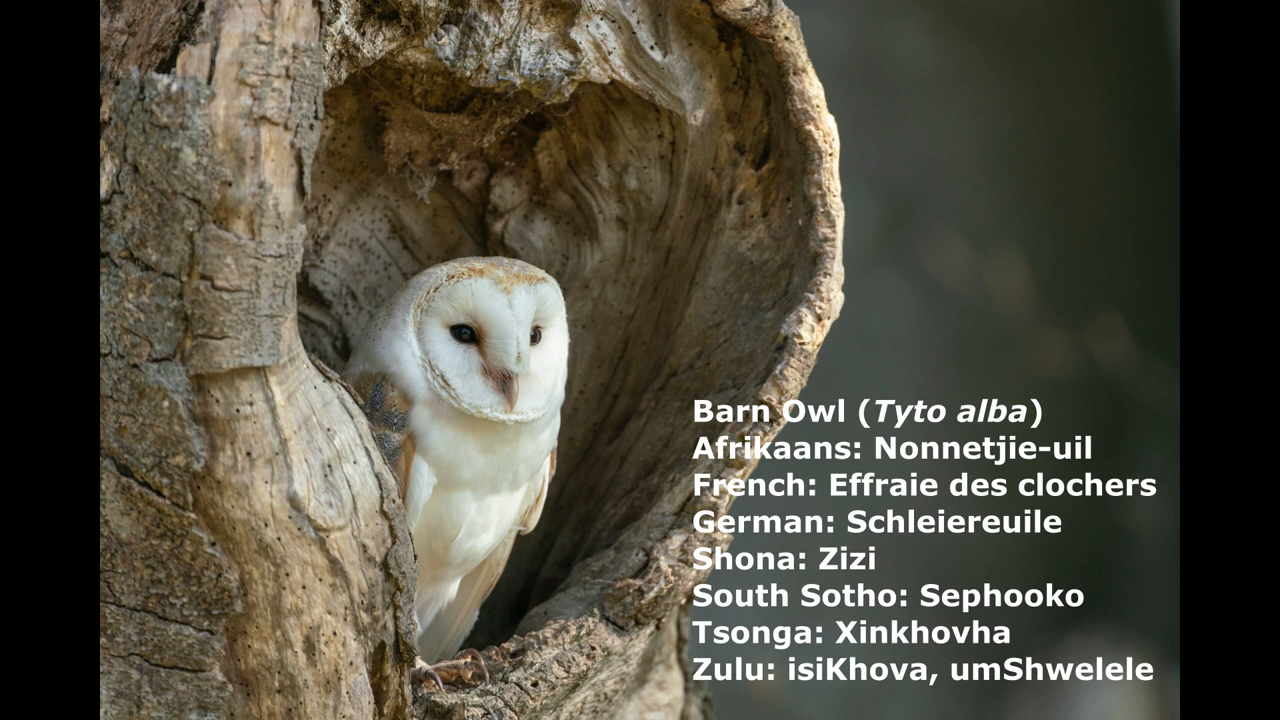 Barn Owl (Tyto alba)
Afrikaans: Nonnetjie-uil
French: Effraie des clochers
German: Schleiereuile
Shona: Zizi
South Sotho: Sephooko
Tsonga: Xinkhovha
Zulu: isiKhova, umShwelele